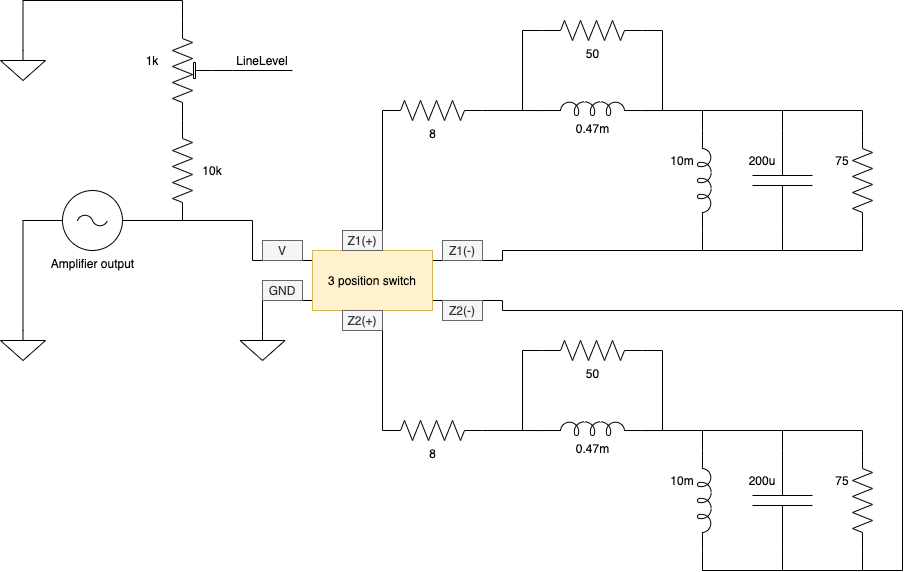 50
1k
LineLevel
0.47m
8
10k
10m
200u
75
Z1(+)
V
Z1(-)
Amplifier output
3 position switch
GND
Z2(+)
Z2(-)
50
0.47m
8
10m
200u
75